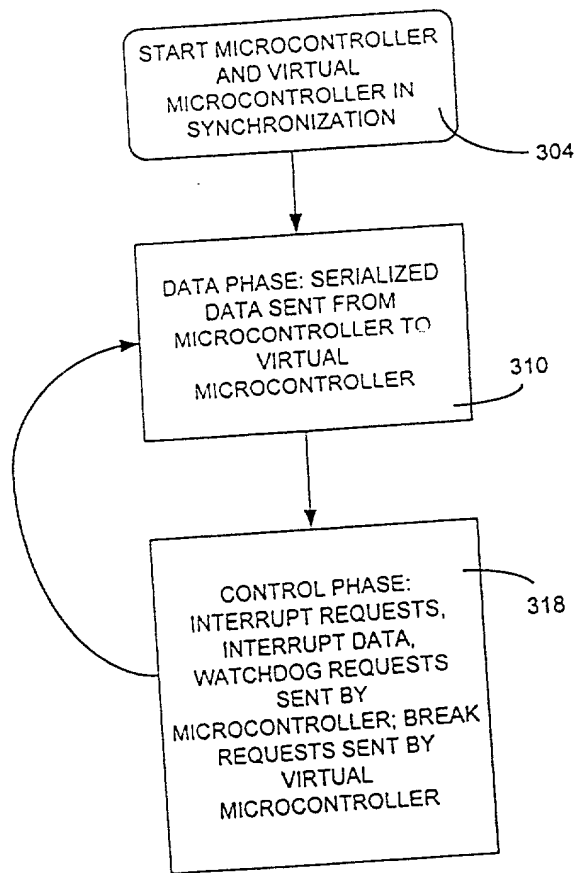 START MICROCONTROLLER
AND VIRTUAL
MICROCONTROLLER IN
SYNCHRONIZATION
304
DATA PHASE: SERIALIZED
DATA SENT FROM
MICROCONTROLLER TO
VIRTUAL
MICROCONTROLLER
310
CONTROL PHASE:
INTERRUPT REQUESTS,
INTERRUPT DATA,
WATCHDOG REQUESTS
SENT BY
MICROCONTROLLER; BREAK
REQUESTS SENT BY
VIRTUAL
MICROCONTROLLER
318